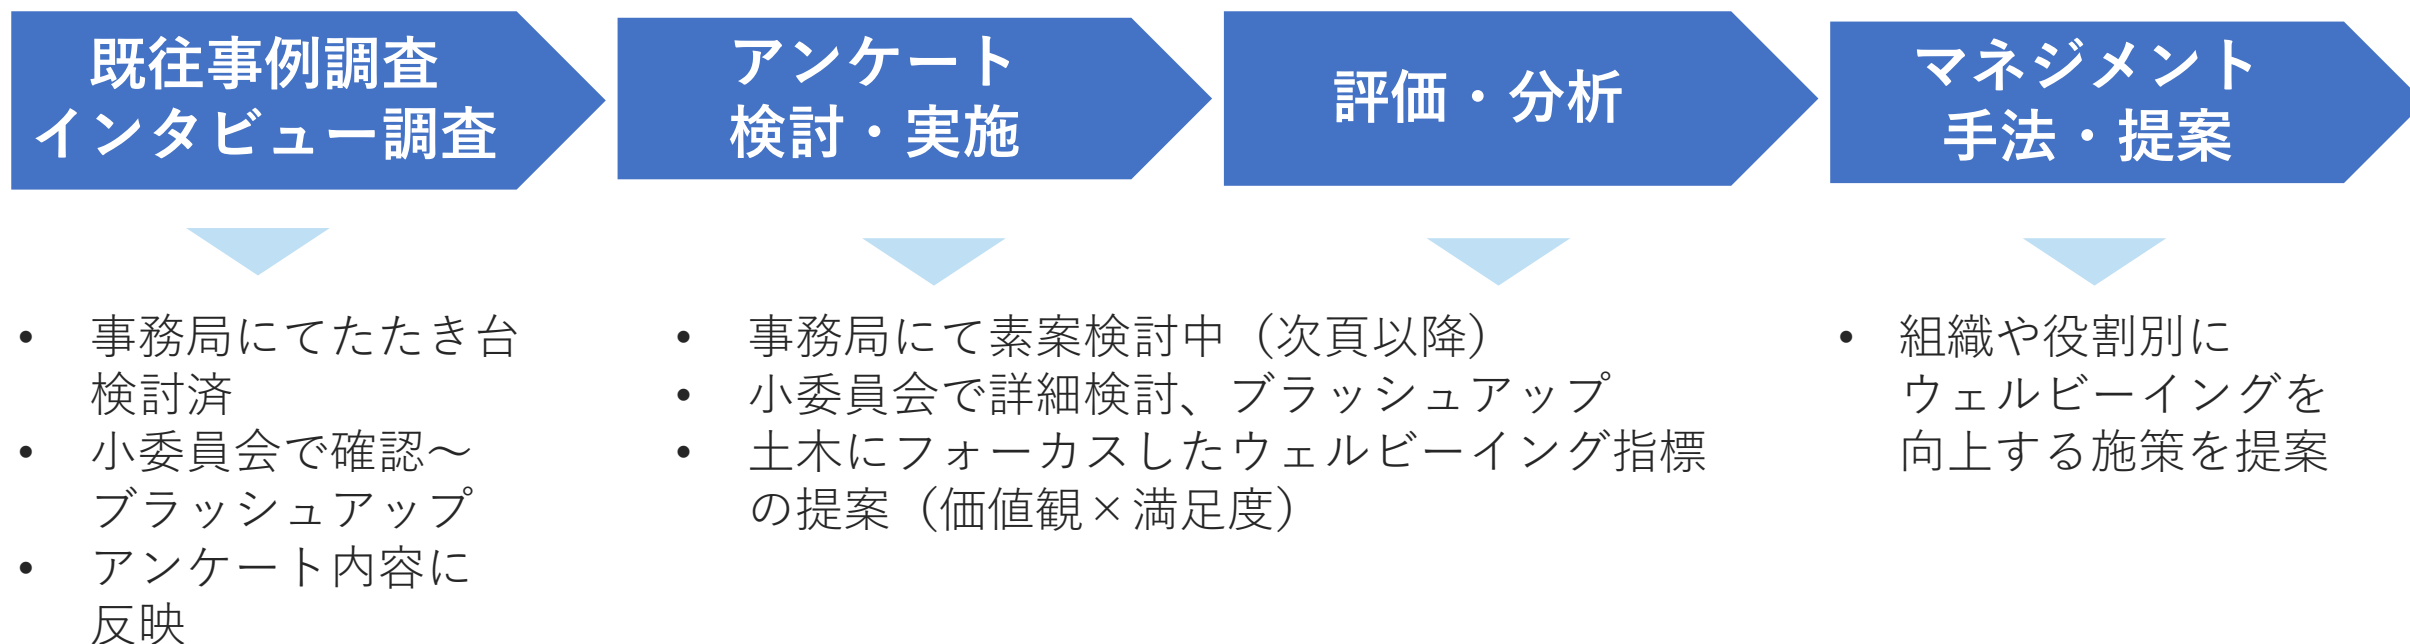 既往事例調査
インタビュー調査
アンケート
検討・実施
評価・分析
マネジメント
手法・提案
• 事務局にてたたき台
検討済
• 小委員会で確認～
ブラッシュアップ
• アンケート内容に
反映
• 事務局にて素案検討中（次頁以降）
• 小委員会で詳細検討、ブラッシュアップ
• 土木にフォーカスしたウェルビーイング指標
の提案（価値観×満足度）
• 組織や役割別に
ウェルビーイングを
向上する施策を提案